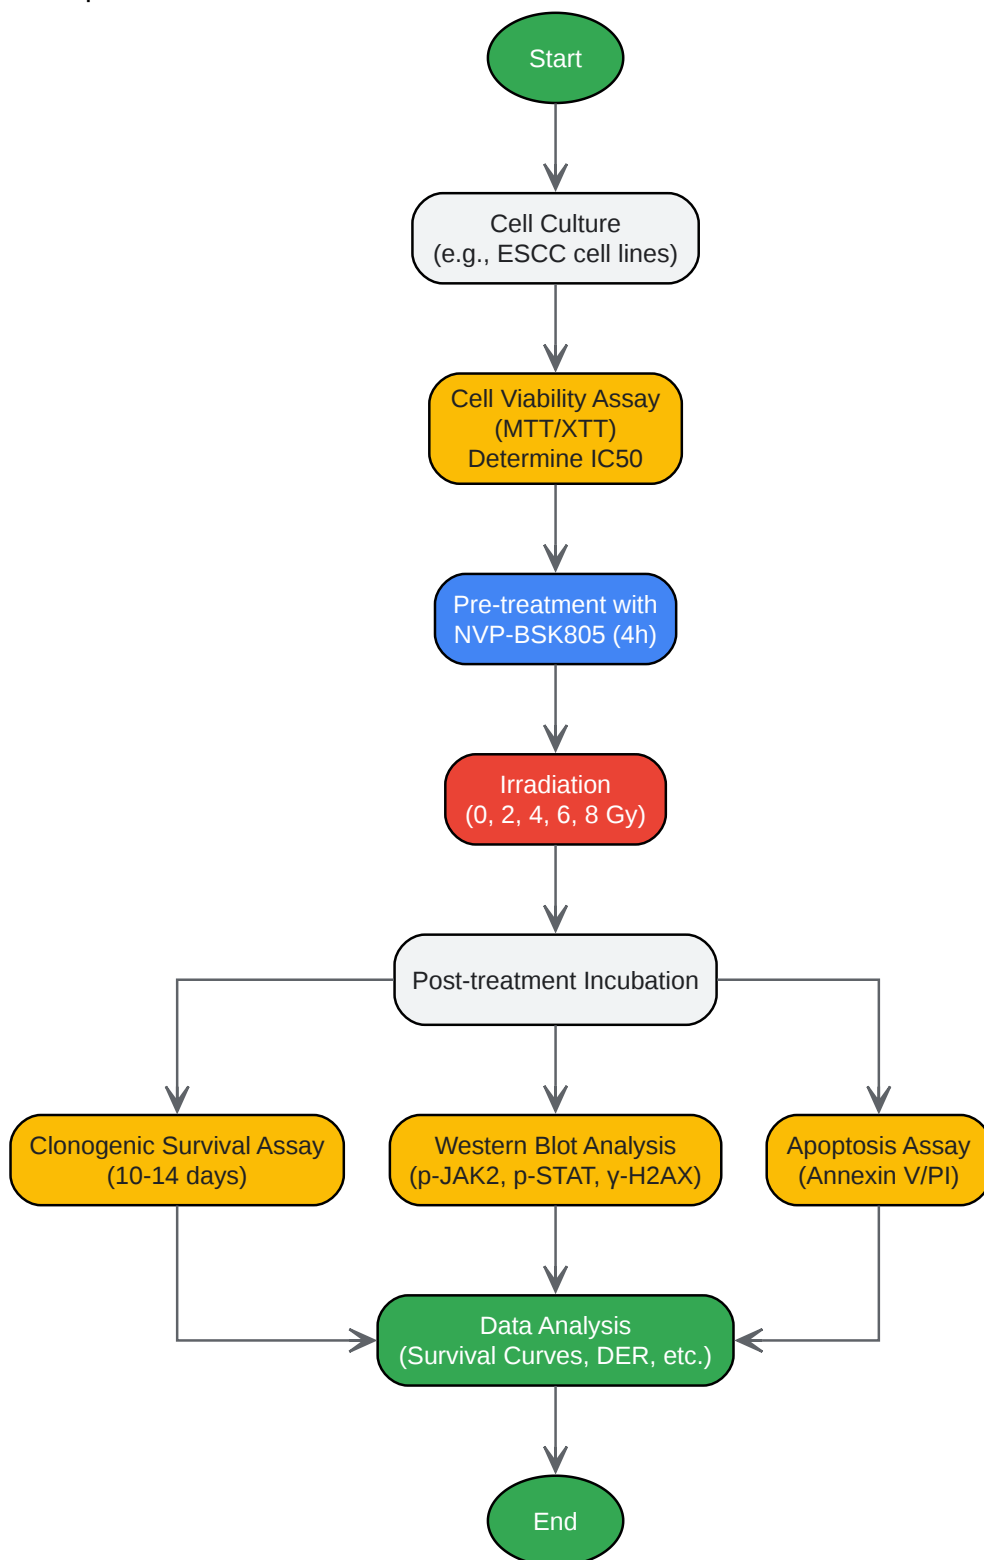 Start
Cell Culture
(e.g., ESCC cell lines)
Cell Viability Assay
(MTT/XTT)
Determine IC50
Pre-treatment with
NVP-BSK805 (4h)
Irradiation
(0, 2, 4, 6, 8 Gy)
Post-treatment Incubation
Clonogenic Survival Assay
(10-14 days)
Western Blot Analysis
(p-JAK2, p-STAT, γ-H2AX)
Apoptosis Assay
(Annexin V/PI)
Data Analysis
(Survival Curves, DER, etc.)
End